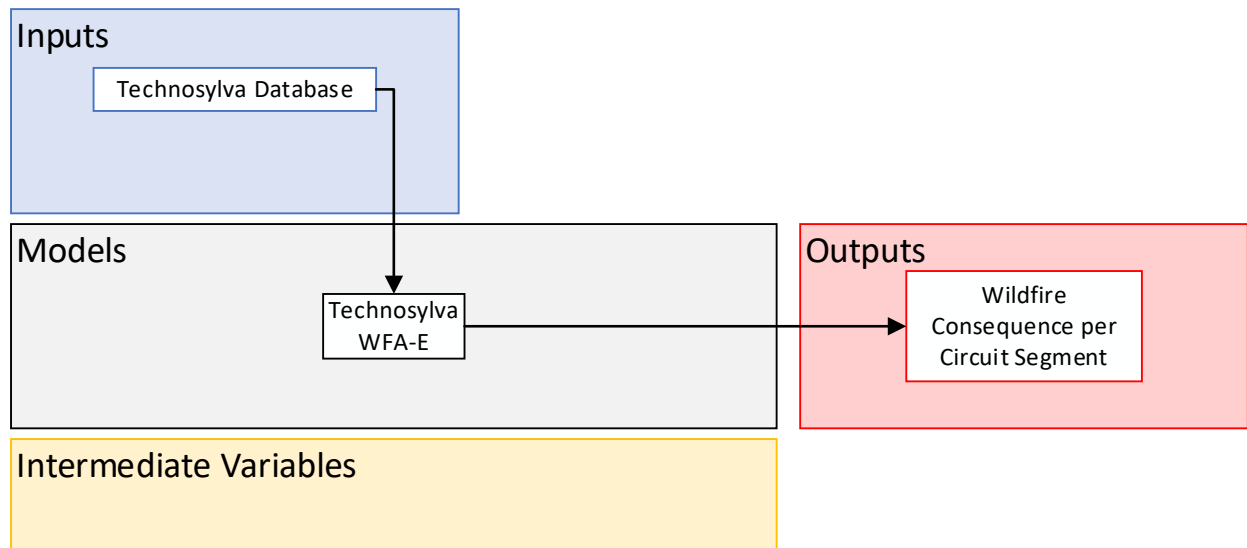 Inputs
Technosylva Database
Models
Technosylva
WFA-E
Outputs
Wildfire
Consequence per
Circuit Segment
Intermediate Variables